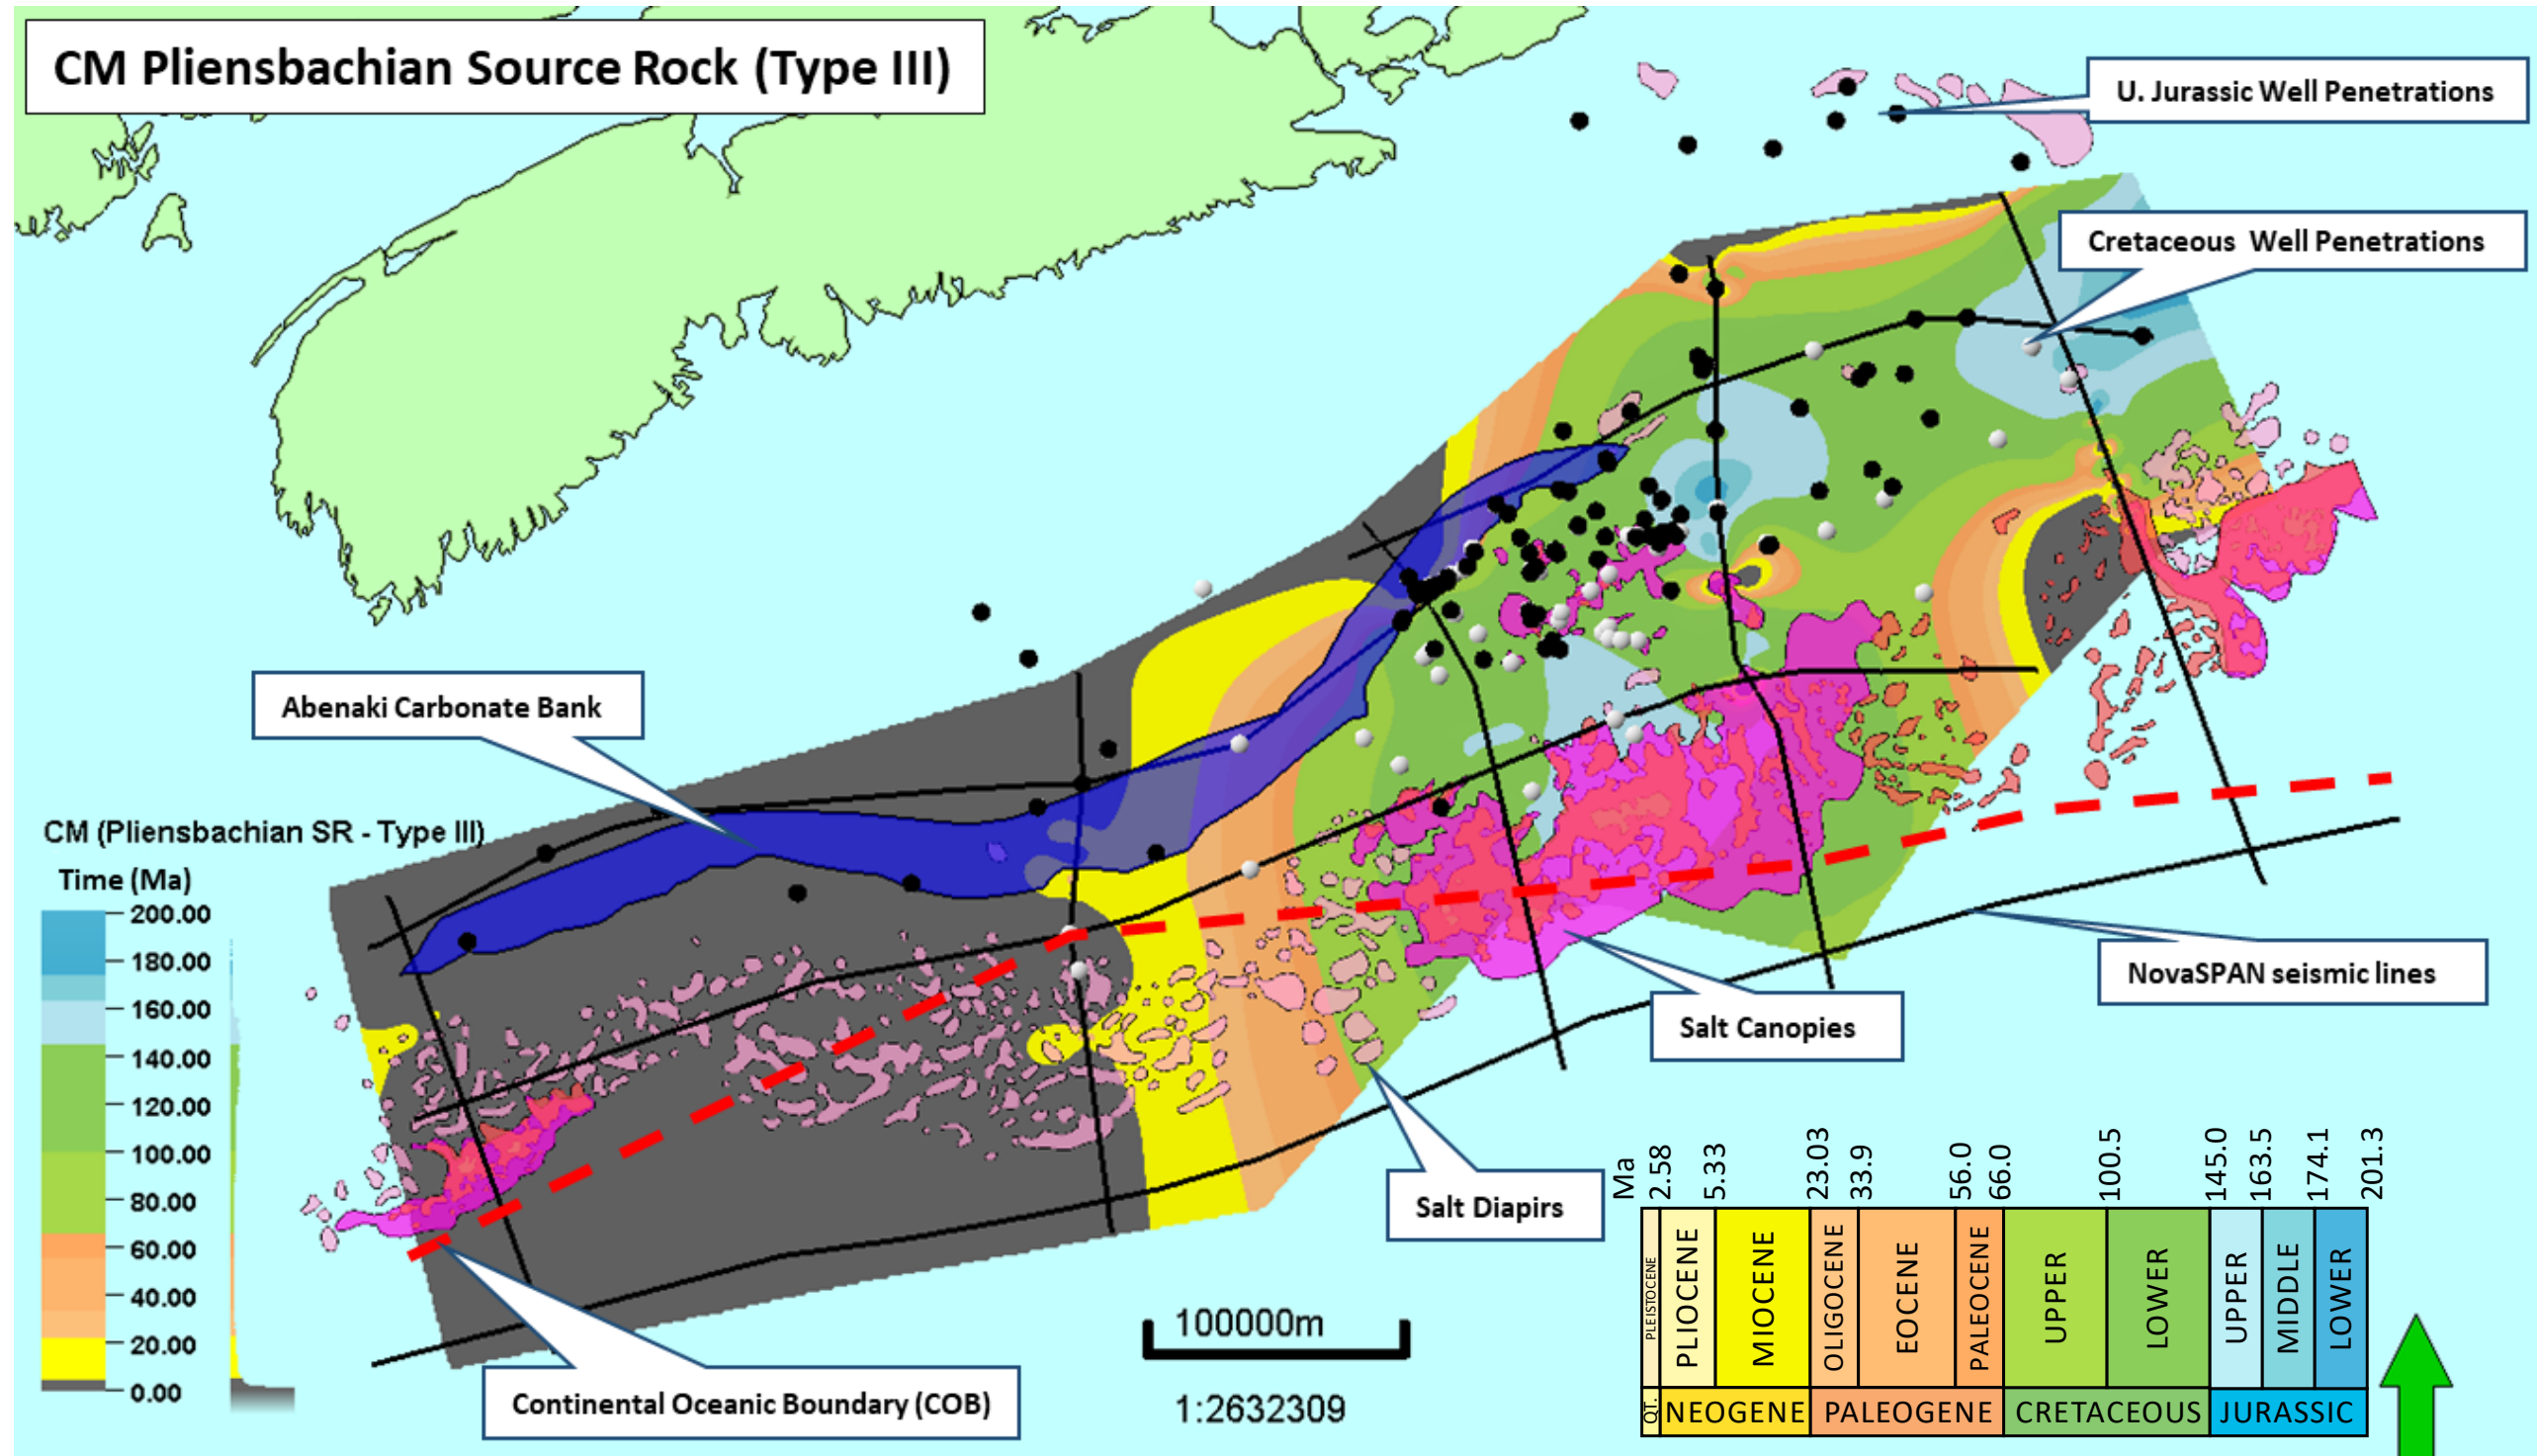 CM Pliensbachian Source Rock (Type III)
U. Jurassic Well Penetrations
Cretaceous Well Penetrations
Abenaki Carbonate Bank
CM (Pliensbachian SR - Type III)
Time (Ma)
200.00
180.00
160.00
140.00
120.00
100.00
80.00
60.00
40.00
20.00
0.00
NovaSPAN seismic lines
Salt Canopies
Salt Diapirs
Continental Oceanic Boundary (COB)
100000m
1:2632309
Ma
2.58
5.33
23.03
33.9
56.0
66.0
100.5
145.0
163.5
174.1
201.3
PLEISTOCENE
PLIOCENE
MIOCENE
OLIGOCENE
EOCENE
PALEOCENE
UPPER
LOWER
UPPER
MIDDLE
LOWER
QT.
NEOGENE
PALEOGENE
CRETACEOUS
JURASSIC